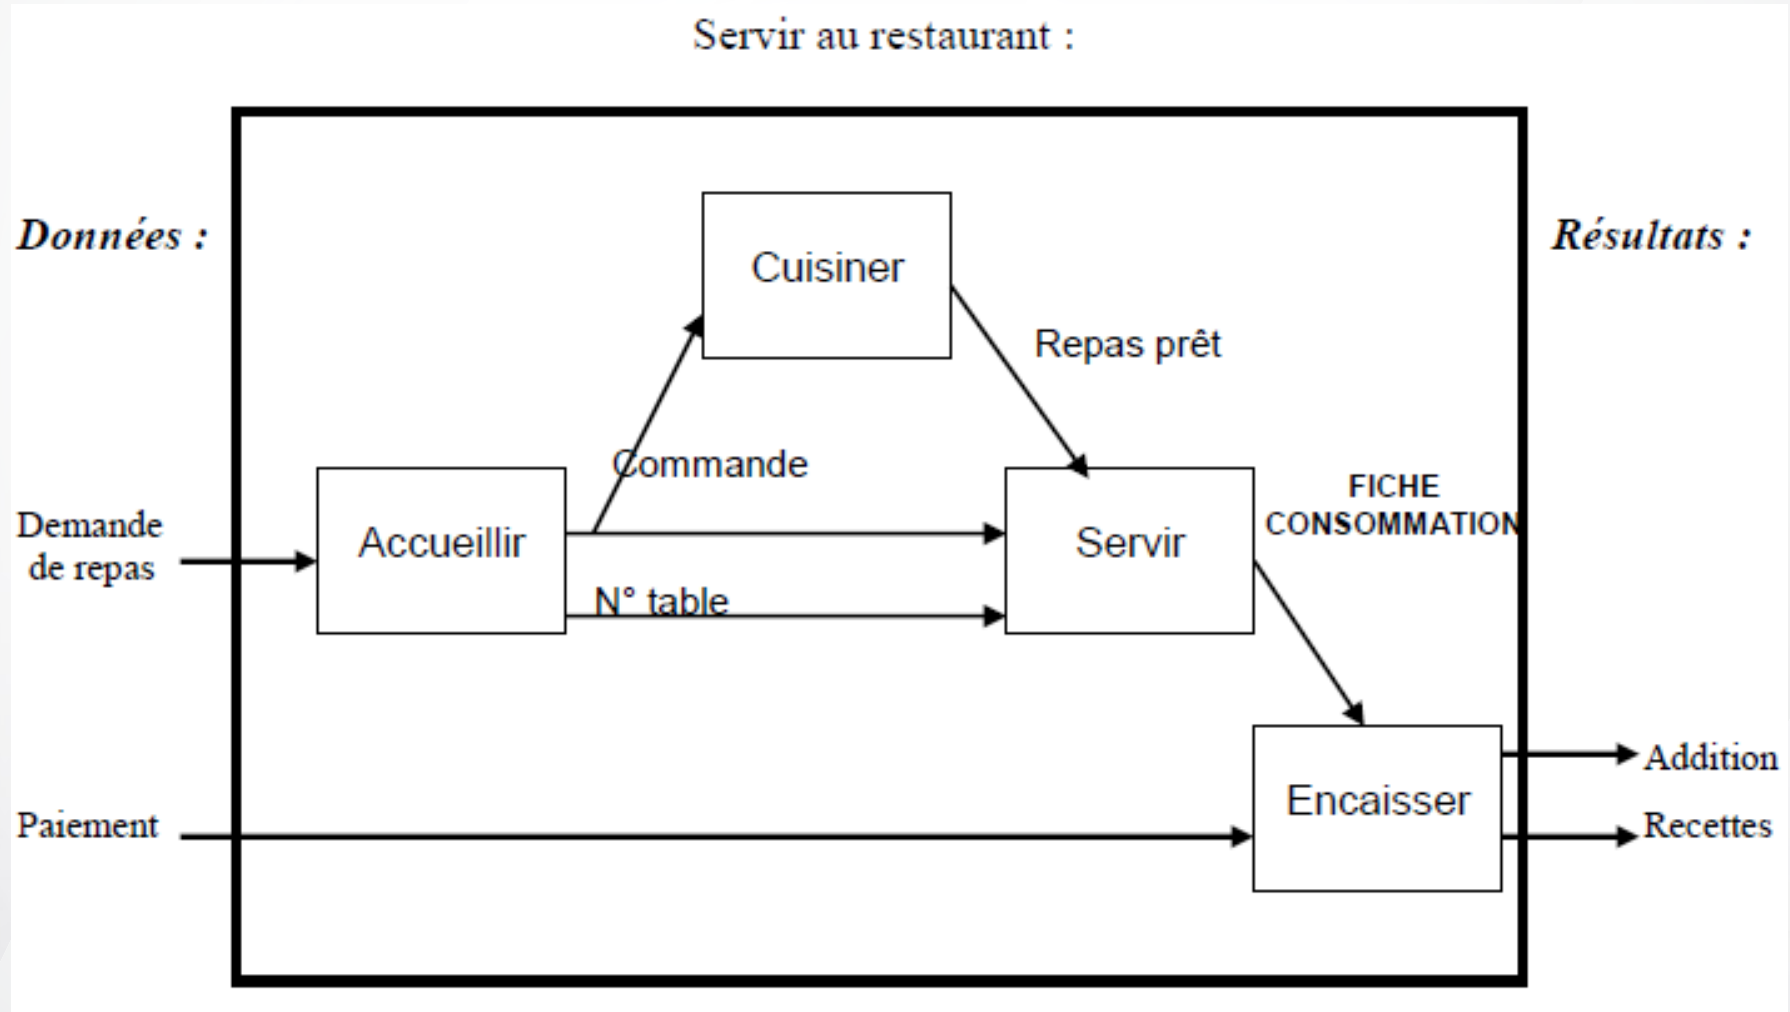 Servir au restaurant :
Données :
Résultats :
Cuisiner
Repas prêt
Commande
FICHE
CONSOMMATION
Demande
de repas
Accueillir
Servir
N° table
Addition
Encaisser
Paiement
Recettes